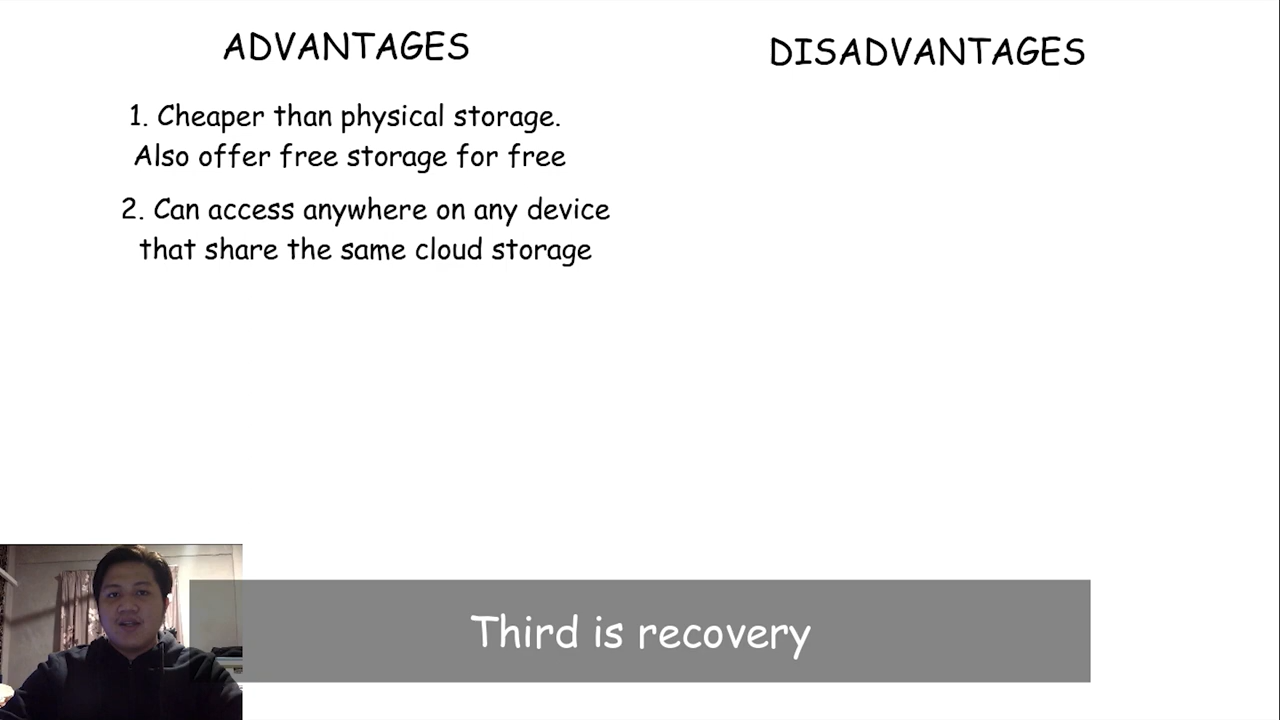 ADVANTAGES
DISADVANTAGES
1. Cheaper than physical storage.
Also offer free storage for free
2. Can access anywhere on any device
that share the same cloud storage
Third is recovery